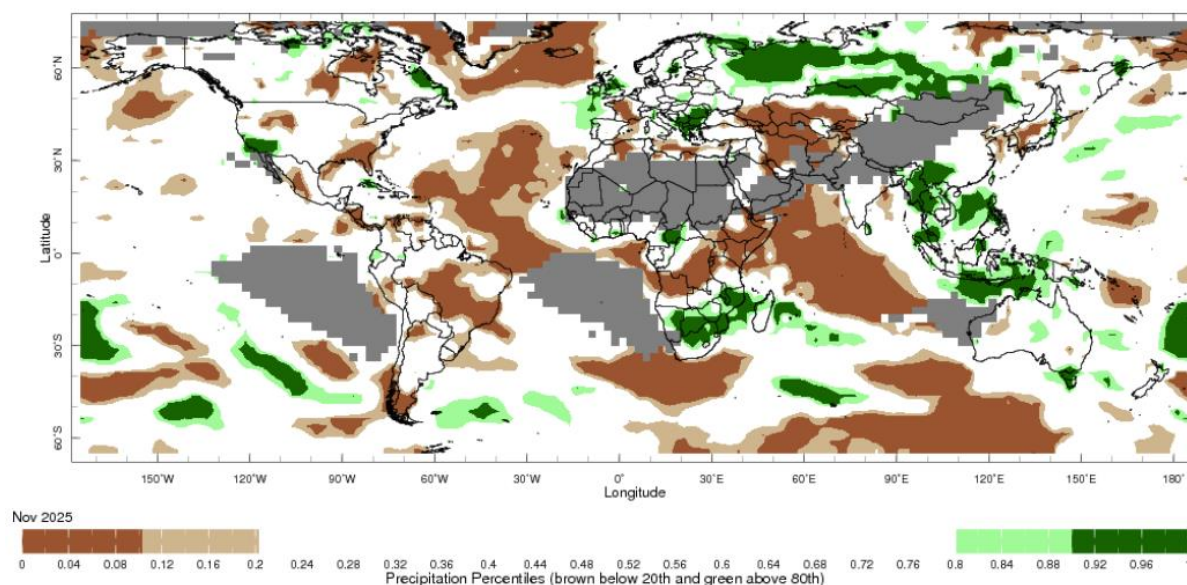 60°N
30°N
0°
30°S
60°S
Latitude
150°W 120°W 90°W 60°W 30°W 0° 30°E 60°E 90°E 120°E 150°E 180°
Longitude
Nov 2025
0 0.04 0.08 0.12 0.16 0.2 0.24 0.28 0.32 0.36 0.4 0.44 0.48 0.52 0.56 0.6 0.64 0.68 0.72 0.76 0.8 0.84 0.88 0.92 0.96
Precipitation Percentiles (brown below 20th and green above 80th)